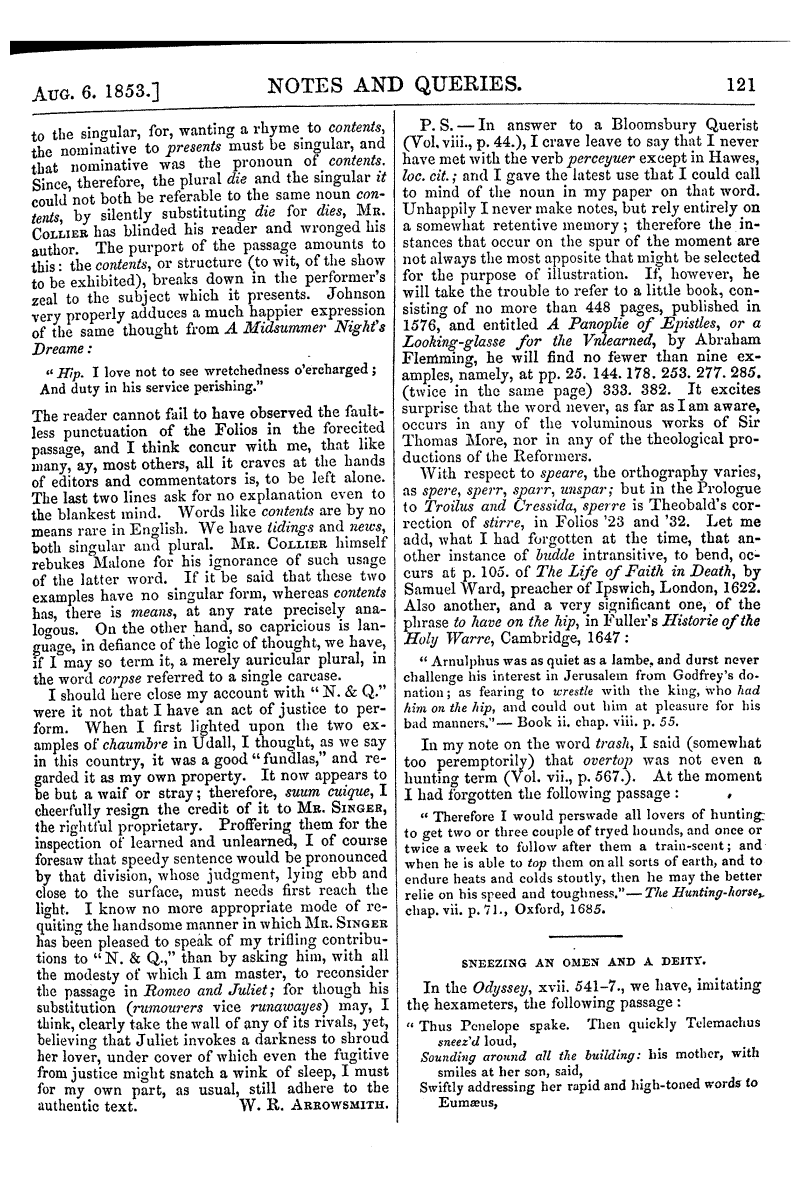 AUG. 6. 1853.] NOTES AND QUERIES. 121
to the singular, for, wanting a rhyme to contents,
the nominative to presents must be singular, and
that nominative was the pronoun of contents.
Since, therefore, the plural die and the singular it
could not both be referable to the same noun con-
tents, by silently substituting die for dies, MR.
COLLIER has blinded his reader and wronged his
author. The purport of the passage amounts to
this: the contents, or structure (to wit, of the show
to be exhibited), breaks down in the performer's
zeal to the subject which it presents. Johnson
very properly adduces a much happier expression
of the same thought from A Midsummer Night's
Dreame:
"Hip. I love not to see wretchedness o'ercharged;
And duty in his service perishing."
The reader cannot fail to have observed the fault-
less punctuation of the Folios in the forecited
passage, and I think concur with me, that like
many, ay, most others, all it craves at the hands
of editors and commentators is, to be left alone.
The last two lines ask for no explanation even to
the blankest mind. Words like contents are by no
means rare in English. We have tidings and news,
both singular and plural. MR. COLLIER himself
rebukes Malone for his ignorance of such usage
of the latter word. If it be said that these two
examples have no singular form, whereas contents
has, there is means, at any rate precisely ana-
logous. On the other hand, so capricious is lan-
guage, in defiance of the logic of thought, we have,
if I may so term it, a merely auricular plural, in
the word corpse referred to a single carcase.
I should here close my account with "N. & Q."
were it not that I have an act of justice to per-
form. When I first lighted upon the two ex-
amples of chaumbre in Udall, I thought, as we say
in this country, it was a good "fundlas," and re-
garded it as my own property. It now appears to
be but a waif or stray; therefore, suum cuique, I
cheerfully resign the credit of it to MR. SINGER,
the rightful proprietary. Proffering them for the
inspection of learned and unlearned, I of course
foresaw that speedy sentence would be pronounced
by that division, whose judgment, lying ebb and
close to the surface, must needs first reach the
light. I know no more appropriate mode of re-
quiting the handsome manner in which MR. SINGER
has been pleased to speak of my trifling contribu-
tions to "N. & Q.," than by asking him, with all
the modesty of which I am master, to reconsider
the passage in Romeo and Juliet; for though his
substitution (rumourers vice runawayes) may, I
think, clearly take the wall of any of its rivals, yet,
believing that Juliet invokes a darkness to shroud
her lover, under cover of which even the fugitive
from justice might snatch a wink of sleep, I must
for my own part, as usual, still adhere to the
authentic text. W. R. ARROWSMITH.
P. S.—In answer to a Bloomsbury Querist
(Vol. viii., p. 44.), I crave leave to say that I never
have met with the verb perceyuer except in Hawes,
loc. cit.; and I gave the latest use that I could call
to mind of the noun in my paper on that word.
Unhappily I never make notes, but rely entirely on
a somewhat retentive memory; therefore the in-
stances that occur on the spur of the moment are
not always the most apposite that might be selected
for the purpose of illustration. If, however, he
will take the trouble to refer to a little book, con-
sisting of no more than 448 pages, published in
1576, and entitled A Panoplie of Epistles, or a
Looking-glasse for the Vnlearned, by Abraham
Flemming, he will find no fewer than nine ex-
amples, namely, at pp. 25. 144. 178. 253. 277. 285.
(twice in the same page) 333. 382. It excites
surprise that the word never, as far as I am aware,
occurs in any of the voluminous works of Sir
Thomas More, nor in any of the theological pro-
ductions of the Reformers.
With respect to speare, the orthography varies,
as spere, sperr, sparr, unspar; but in the Prologue
to Troilus and Cressida, sperre is Theobald's cor-
rection of stirre, in Folios '23 and '32. Let me
add, what I had forgotten at the time, that an-
other instance of budde intransitive, to bend, oc-
curs at p. 105. of The Life of Faith in Death, by
Samuel Ward, preacher of Ipswich, London, 1622.
Also another, and a very significant one, of the
phrase to have on the hip, in Fuller's Historie of the
Holy Warre, Cambridge, 1647:
"Arnulphus was as quiet as a lambe, and durst never
challenge his interest in Jerusalem from Godfrey's do-
nation; as fearing to wrestle with the king, who had
him on the hip, and could out him at pleasure for his
bad manners."—Book ii. chap. viii. p. 55.
In my note on the word trash, I said (somewhat
too peremptorily) that overtop was not even a
hunting term (Vol. vii., p. 567.). At the moment
I had forgotten the following passage:
"Therefore I would perswade all lovers of hunting
to get two or three couple of tryed hounds, and once or
twice a week to follow after them a train-scent; and
when he is able to top them on all sorts of earth, and to
endure heats and colds stoutly, then he may the better
relie on his speed and toughness."—The Hunting-horse,
chap. vii. p. 71., Oxford, 1685.
SNEEZING AN OMEN AND A DEITY.
In the Odyssey, xvii. 541-7., we have, imitating
the hexameters, the following passage:
"Thus Penelope spake. Then quickly Telemachus
sneez'd loud,
Sounding around all the building: his mother, with
smiles at her son, said,
Swiftly addressing her rapid and high-toned words to
Eumæus,